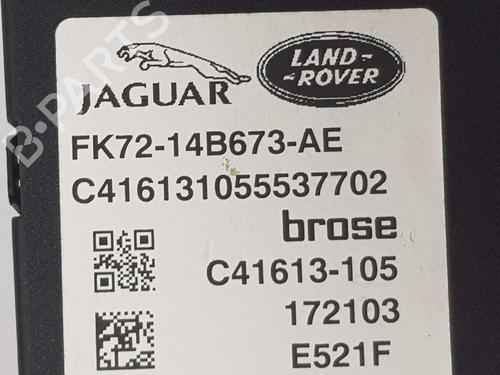 JAGUAR
LAND-
-ROVER
FK72-14B673-AE
C416131055537702
brose
C41613-105
172103
E521F
B-PARTS